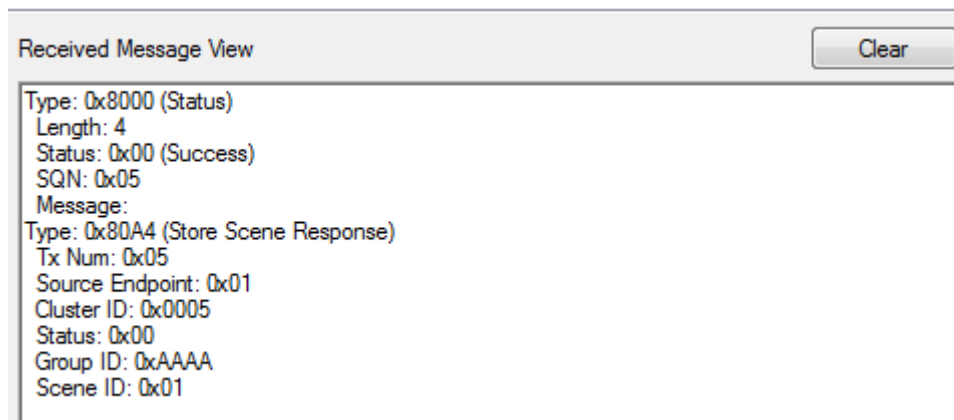 Received Message View
Clear
Type: 0x8000 (Status)
Length: 4
Status: 0x00 (Success)
SQN: 0x05
Message:
Type: 0x80A4 (Store Scene Response)
Tx Num: 0x05
Source Endpoint: 0x01
Cluster ID: 0x0005
Status: 0x00
Group ID: 0xAAAA
Scene ID: 0x01